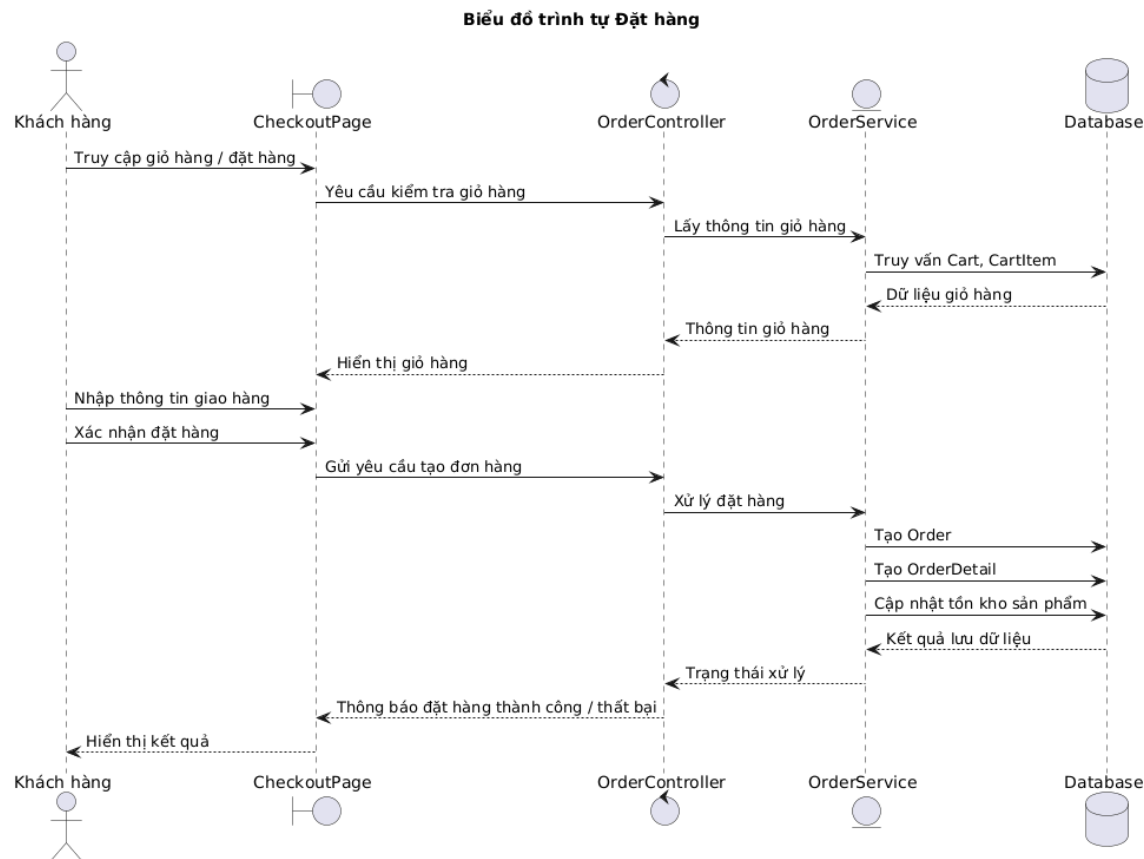 Biểu đồ trình tự Đặt hàng
Khách hàng
CheckoutPage
OrderController
OrderService
Database
Truy cập giỏ hàng / đặt hàng
Yêu cầu kiểm tra giỏ hàng
Lấy thông tin giỏ hàng
Truy vấn Cart, CartItem
Dữ liệu giỏ hàng
Thông tin giỏ hàng
Hiển thị giỏ hàng
Nhập thông tin giao hàng
Xác nhận đặt hàng
Gửi yêu cầu tạo đơn hàng
Xử lý đặt hàng
Tạo Order
Tạo OrderDetail
Cập nhật tồn kho sản phẩm
Kết quả lưu dữ liệu
Trạng thái xử lý
Thông báo đặt hàng thành công / thất bại
Hiển thị kết quả
Khách hàng
CheckoutPage
OrderController
OrderService
Database